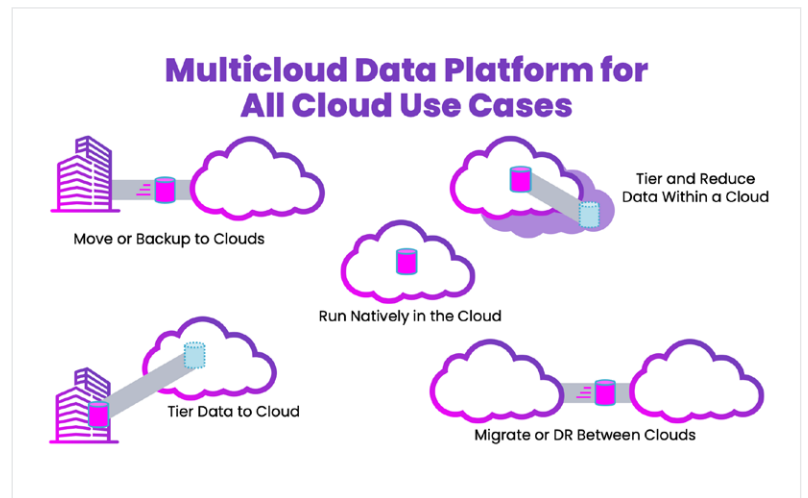 Multicloud Data Platform for
All Cloud Use Cases
Move or Backup to Clouds
Tier and Reduce
Data Within a Cloud
Run Natively in the Cloud
Tier Data to Cloud
Migrate or DR Between Clouds